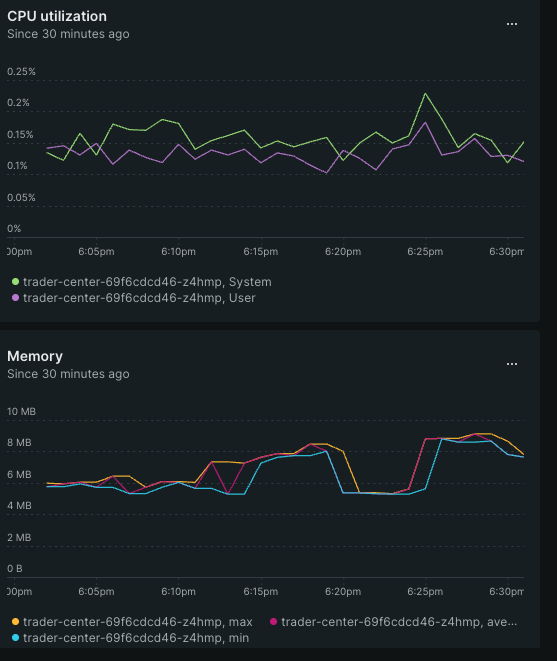 CPU utilization
...
Since 30 minutes ago
0.25%
0.2%
0.15%
0.1%
0.05%
0%
00pm 6:05pm 6:10pm 6:15pm 6:20pm 6:25pm 6:30pm
trader-center-69f6cdcd46-z4hmp, System
trader-center-69f6cdcd46-z4hmp, User
Memory
...
Since 30 minutes ago
10 MB
8 MB
6 MB
4 MB
2 MB
0 B
00pm 6:05pm 6:10pm 6:15pm 6:20pm 6:25pm 6:30pm
trader-center-69f6cdcd46-z4hmp, max trader-center-69f6cdcd46-z4hmp, ave...
trader-center-69f6cdcd46-z4hmp, min